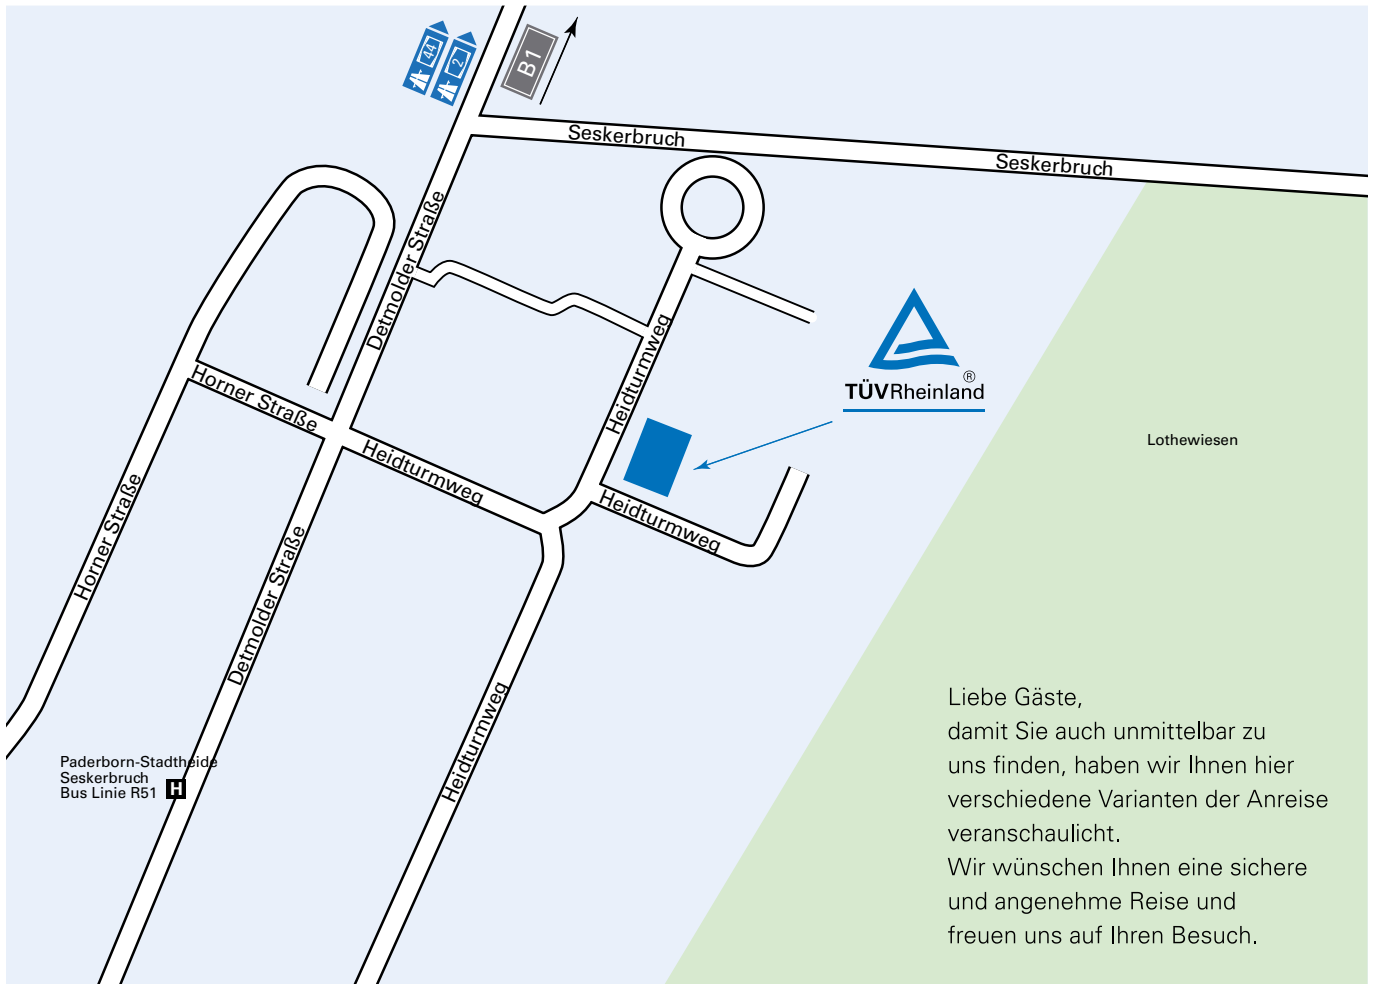 44
2
B1
Seskerbruch
Seskerbruch
Detmolder Straße
Heidturmweg
TÜVRheinland®
Horner Straße
Heidturmweg
Lothewiesen
Heidturmweg
Horner Straße
Detmolder Straße
Heidturmweg
Paderborn-Stadtheide
Seskerbruch
Bus Linie R51 H
Liebe Gäste,
damit Sie auch unmittelbar zu
uns finden, haben wir Ihnen hier
verschiedene Varianten der Anreise
veranschaulicht.
Wir wünschen Ihnen eine sichere
und angenehme Reise und
freuen uns auf Ihren Besuch.